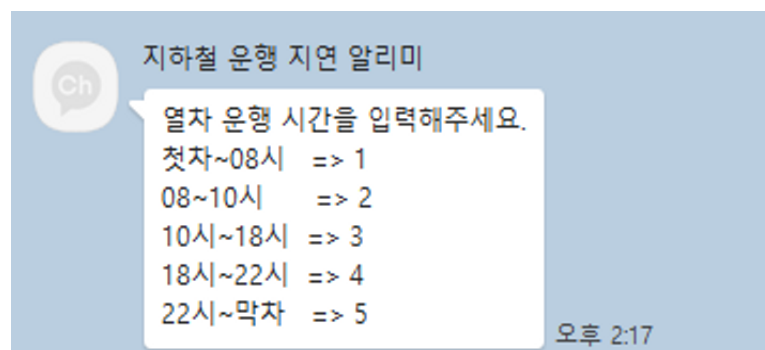 지하철 운행 지연 알리미
Ch
열차 운행 시간을 입력해주세요.
첫차~08시 => 1
08~10시 => 2
10시~18시 => 3
18시~22시 => 4
22시~막차 => 5
오후 2:17